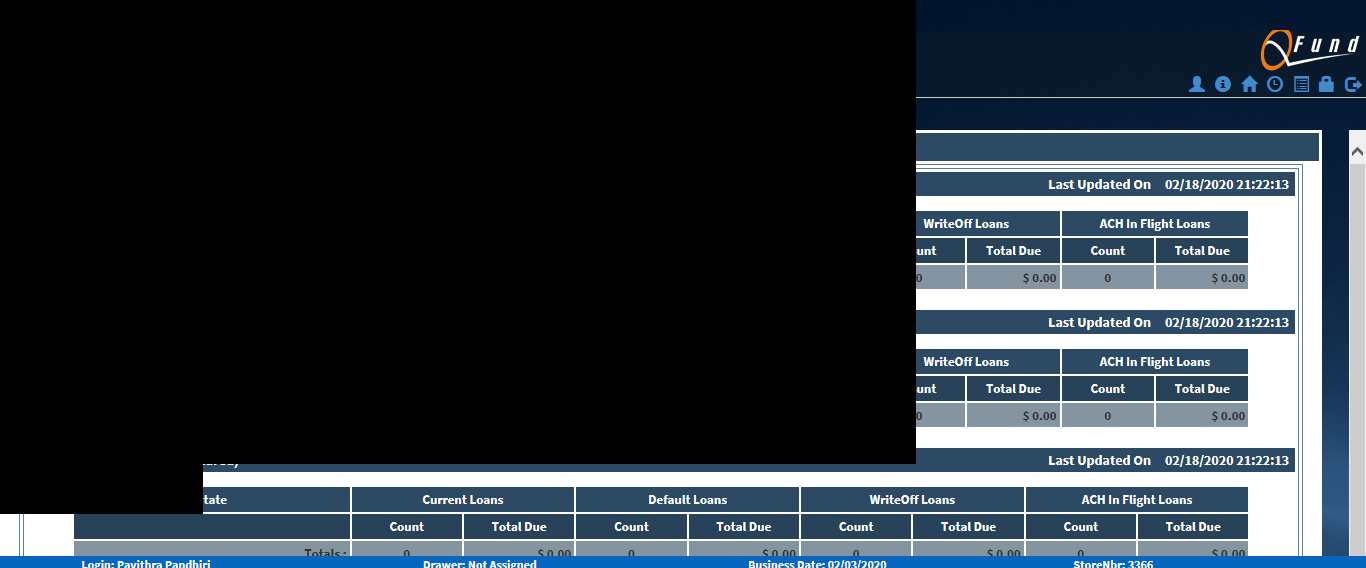 QFund
Last Updated On 02/18/2020 21:22:13
WriteOff Loans ACH In Flight Loans
Total Due Count Total Due
0 $ 0.00 0 $ 0.00
Last Updated On 02/18/2020 21:22:13
WriteOff Loans ACH In Flight Loans
Total Due Count Total Due
0 $ 0.00 0 $ 0.00
Last Updated On 02/18/2020 21:22:13
tate Current Loans Default Loans WriteOff Loans ACH In Flight Loans
Count Total Due Count Total Due Count Total Due Count Total Due
Totals : 0 $ 0.00 0 $ 0.00 0 $ 0.00 0 $ 0.00
Login: Pavithra Pandhiri Drawer: Not Assigned Business Date: 02/03/2020 StoreNbr: 3366